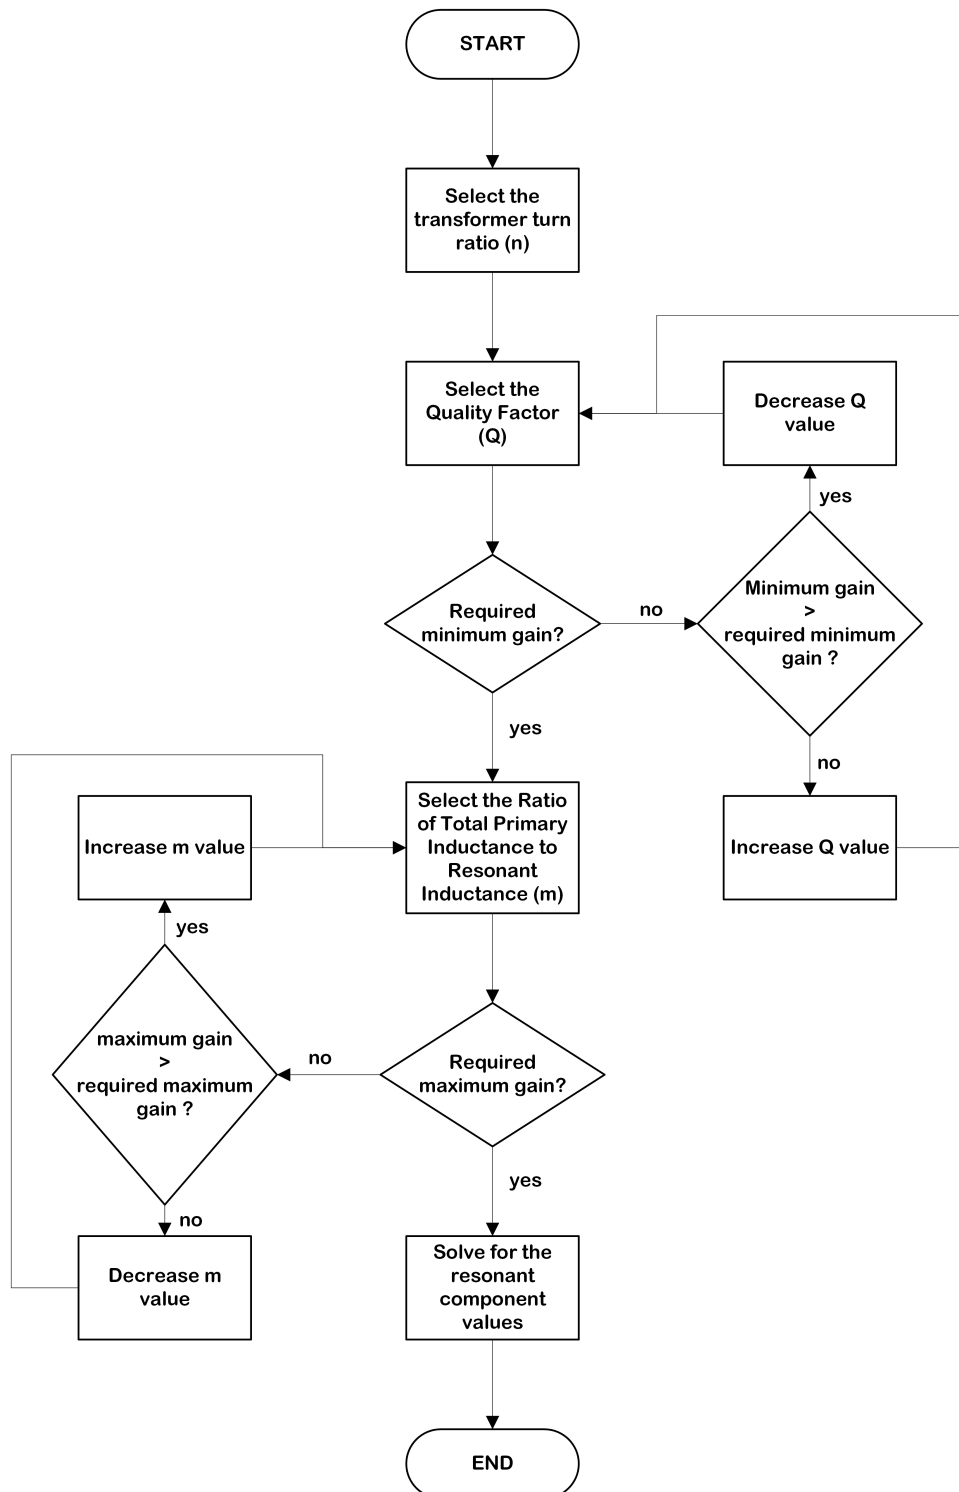 START
Select the
transformer turn
ratio (n)
Select the
Quality Factor
(Q)
Decrease Q
value
yes
Required
minimum gain?
no
Minimum gain
>
required minimum
gain ?
yes
no
Select the Ratio
of Total Primary
Inductance to
Resonant
Inductance (m)
Increase m value
Increase Q value
yes
maximum gain
>
required maximum
gain ?
no
Required
maximum gain?
yes
no
Decrease m
value
Solve for the
resonant
component
values
END